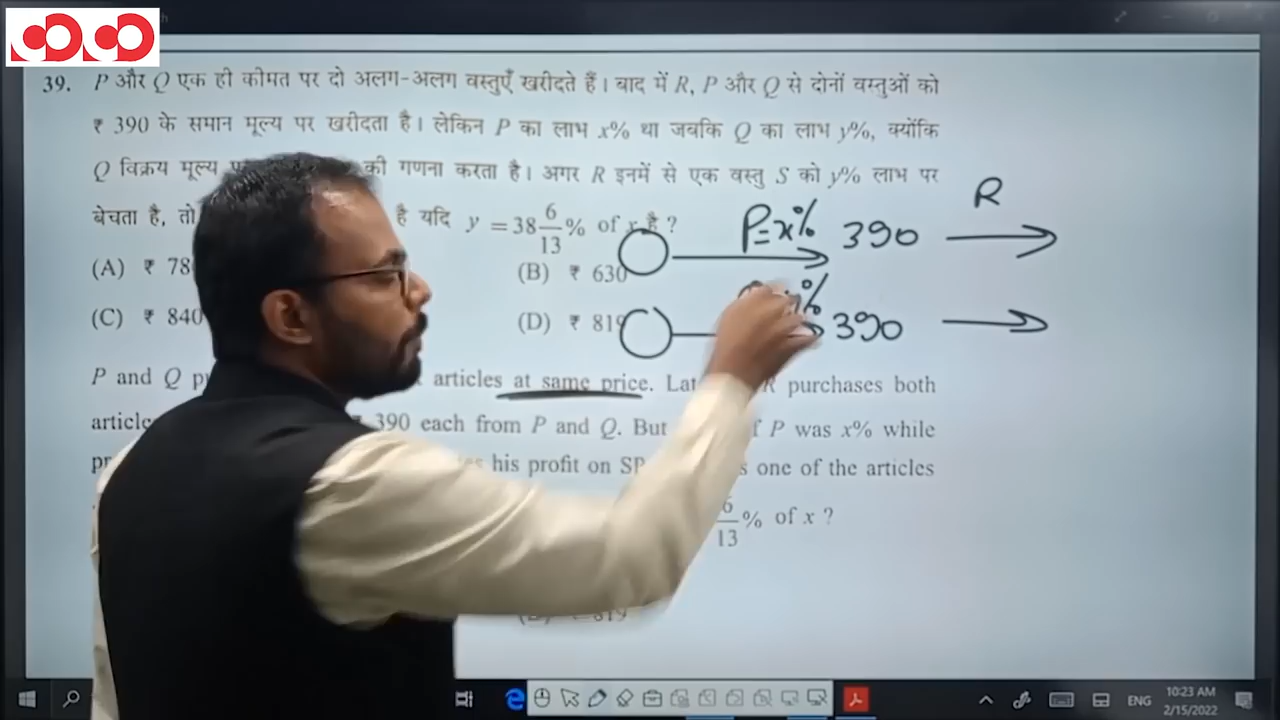 39. P और Q एक ही कीमत पर दो अलग-अलग वस्तुएँ खरीदते हैं। बाद में R, P और Q से दोनों वस्तुओं को
₹ 390 के समान मूल्य पर खरीदता है। लेकिन P का लाभ x% था जबकि Q का लाभ y%, क्योंकि
Q विक्रय मूल्य की गणना करता है। अगर R इनमें से एक वस्तु S को y% लाभ पर
बेचता है, तो है यदि y = 38 6/13 % of x है ?
(A) ₹ 78
(B) ₹ 630
(C) ₹ 840
(D) ₹ 819
P=x% 390
R
% 390
P and Q articles at same price. R purchases both
390 each from P and Q. But P was x% while
his profit on SP one of the articles
6/13 % of x ?
819
ENG
10:23 AM
2/15/2022